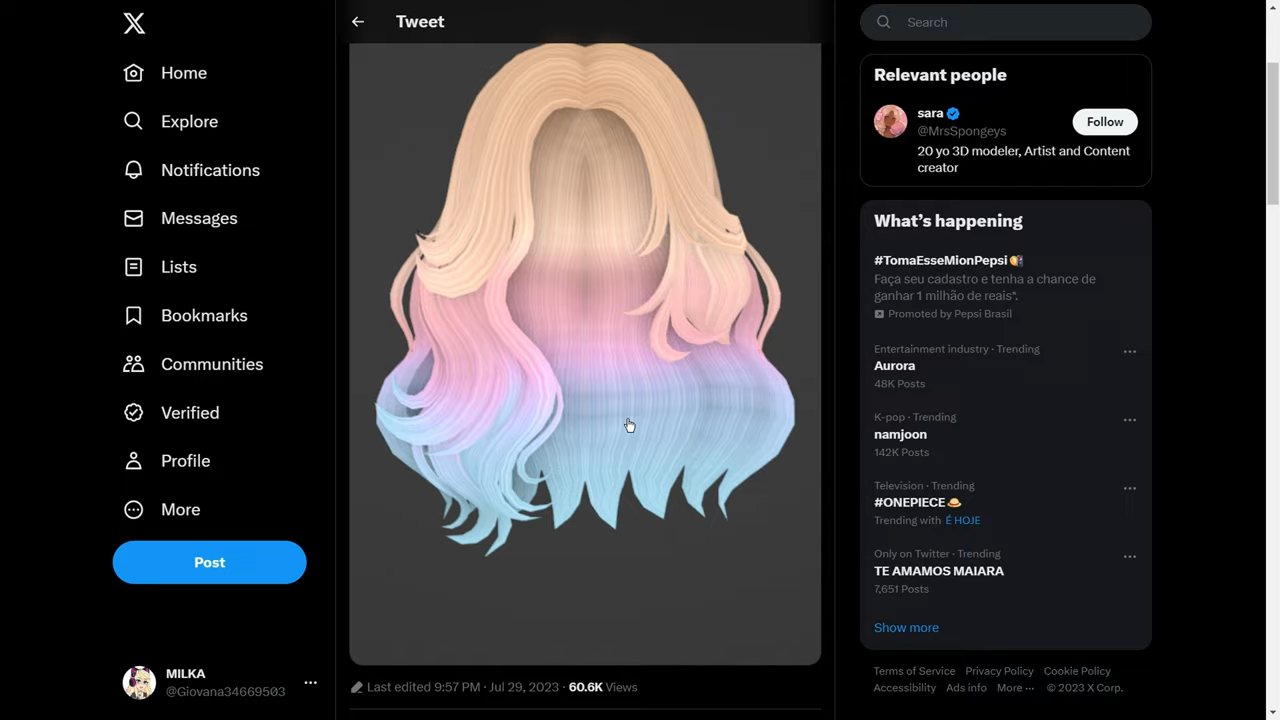 Home
Explore
Notifications
Messages
Lists
Bookmarks
Communities
Verified
Profile
More
Post
MILKA
@Giovana34669503
Tweet
Last edited 9:57 PM · Jul 29, 2023 · 60.6K Views
Search
Relevant people
sara
@MrsSpongeys
Follow
20 yo 3D modeler, Artist and Content
creator
What's happening
#TomaEsseMionPepsi
Faça seu cadastro e tenha a chance de
ganhar 1 milhão de reais*.
Promoted by Pepsi Brasil
Entertainment industry · Trending
Aurora
48K Posts
K-pop · Trending
namjoon
142K Posts
Television · Trending
#ONEPIECE
Trending with É HOJE
Only on Twitter · Trending
TE AMAMOS MAIARA
7,651 Posts
Show more
Terms of Service Privacy Policy Cookie Policy
Accessibility Ads info More ··· © 2023 X Corp.